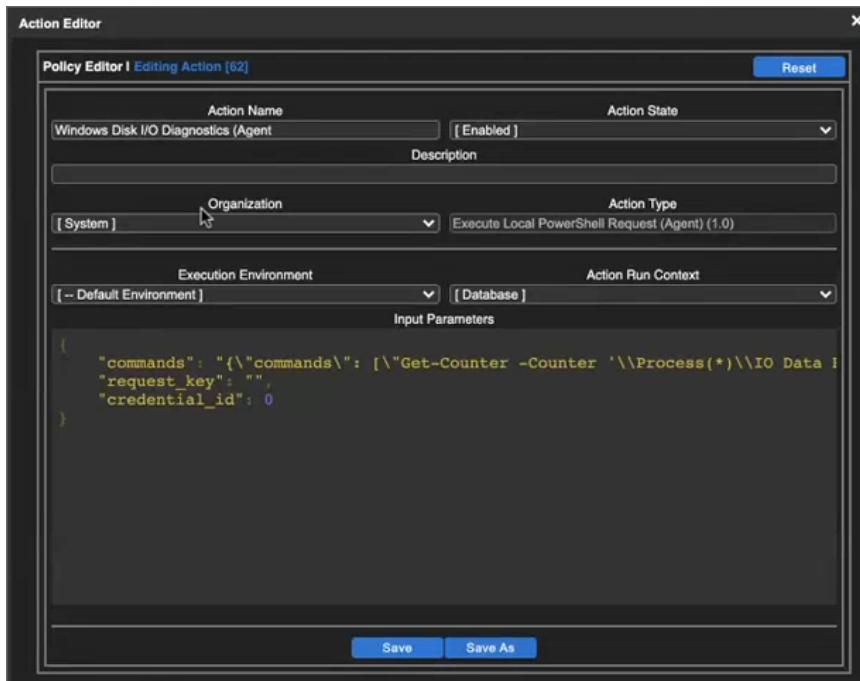 Action Editor
Policy Editor | Editing Action [62]
Reset
Action Name
Action State
Windows Disk I/O Diagnostics (Agent
[ Enabled ]
Description
Organization
Action Type
[ System ]
Execute Local PowerShell Request (Agent) (1.0)
Execution Environment
Action Run Context
[ -- Default Environment ]
[ Database ]
Input Parameters
{
"commands": "{\"commands\": [\"Get-Counter -Counter '\\Process(*)\\IO Data
"request_key": "",
"credential_id": 0
}
Save
Save As